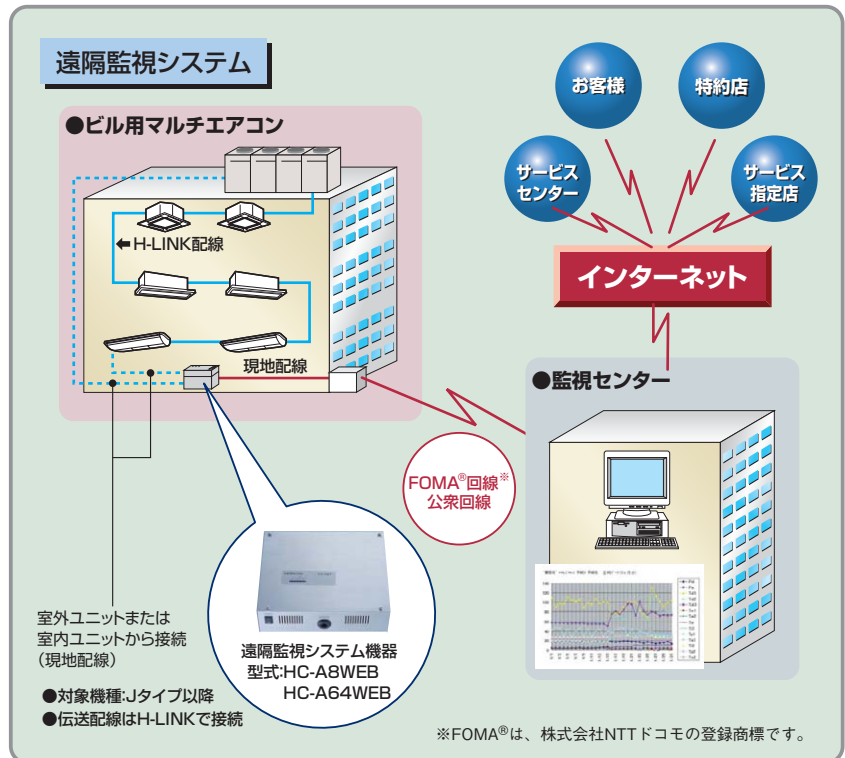 遠隔監視システム
お客様
特約店
サービス
センター
サービス
指定店
インターネット
●ビル用マルチエアコン
H-LINK配線
現地配線
●監視センター
FOMA®回線※
公衆回線
室外ユニットまたは
室内ユニットから接続
(現地配線)
遠隔監視システム機器
型式:HC-A8WEB
HC-A64WEB
●対象機種:Jタイプ以降
●伝送配線はH-LINKで接続
※FOMA®は、株式会社NTTドコモの登録商標です。